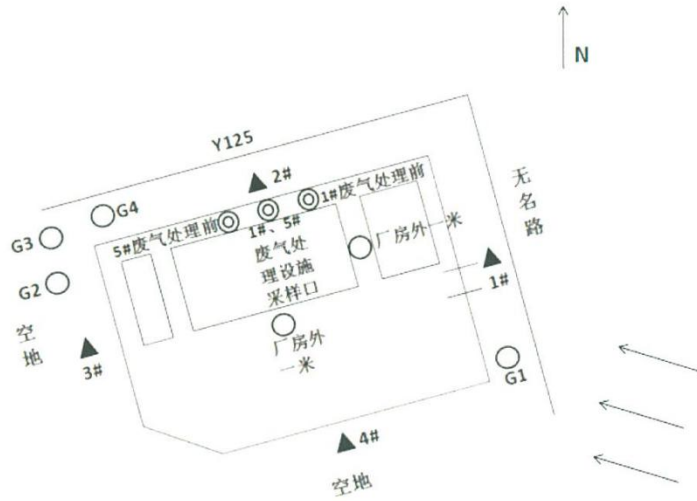 N
Y125
2#
1#废气处理前
无名路
G4
G3
5#废气处理前
1#、5#
废气处
理设施
采样口
厂房外一米
G2
1#
空地
厂房外
一米
3#
G1
4#
空地